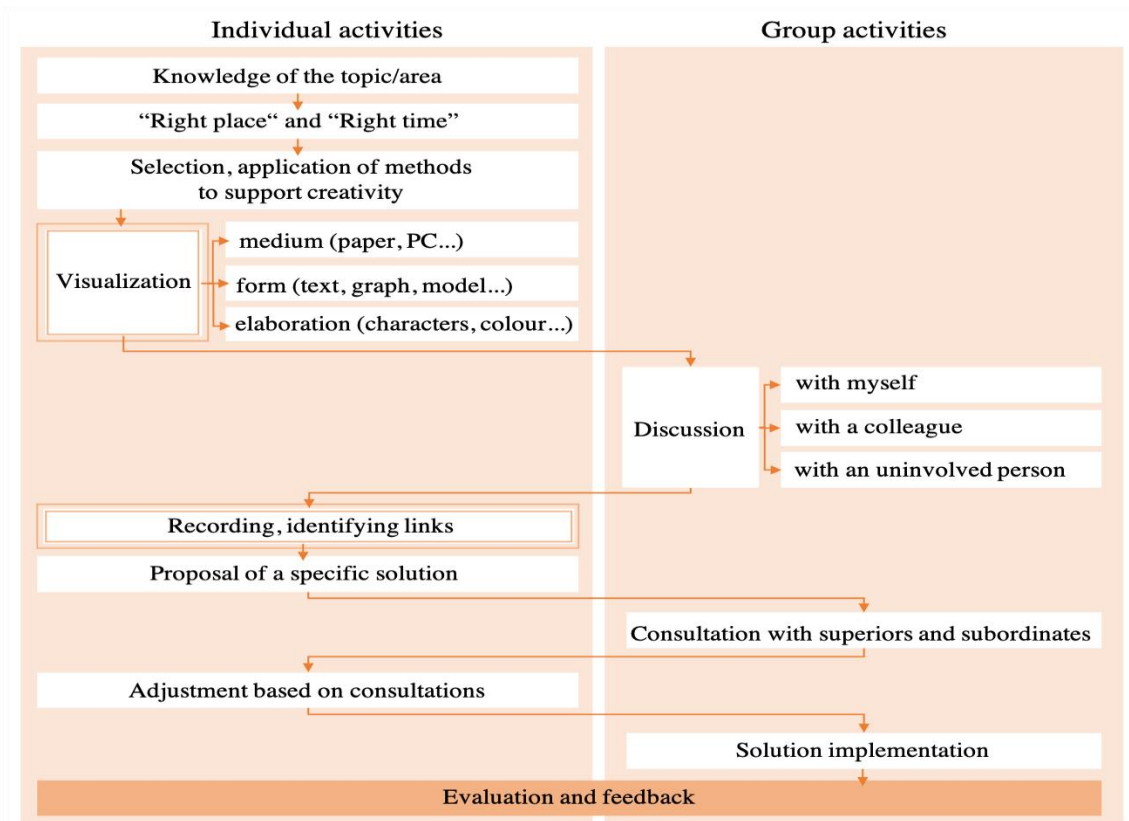 Individual activities
Group activities
Knowledge of the topic/area
“Right place“ and “Right time”
Selection, application of methods
to support creativity
Visualization
medium (paper, PC...)
form (text, graph, model...)
elaboration (characters, colour...)
Discussion
with myself
with a colleague
with an uninvolved person
Recording, identifying links
Proposal of a specific solution
Consultation with superiors and subordinates
Adjustment based on consultations
Solution implementation
Evaluation and feedback